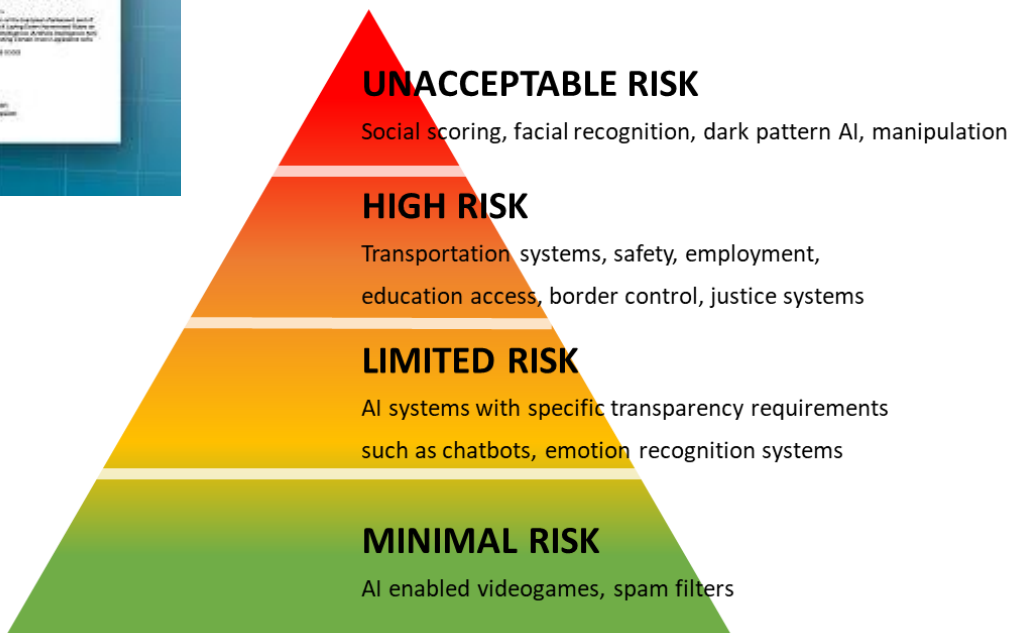 UNACCEPTABLE RISK
Social scoring, facial recognition, dark pattern AI, manipulation
HIGH RISK
Transportation systems, safety, employment,
education access, border control, justice systems
LIMITED RISK
AI systems with specific transparency requirements
such as chatbots, emotion recognition systems
MINIMAL RISK
AI enabled videogames, spam filters